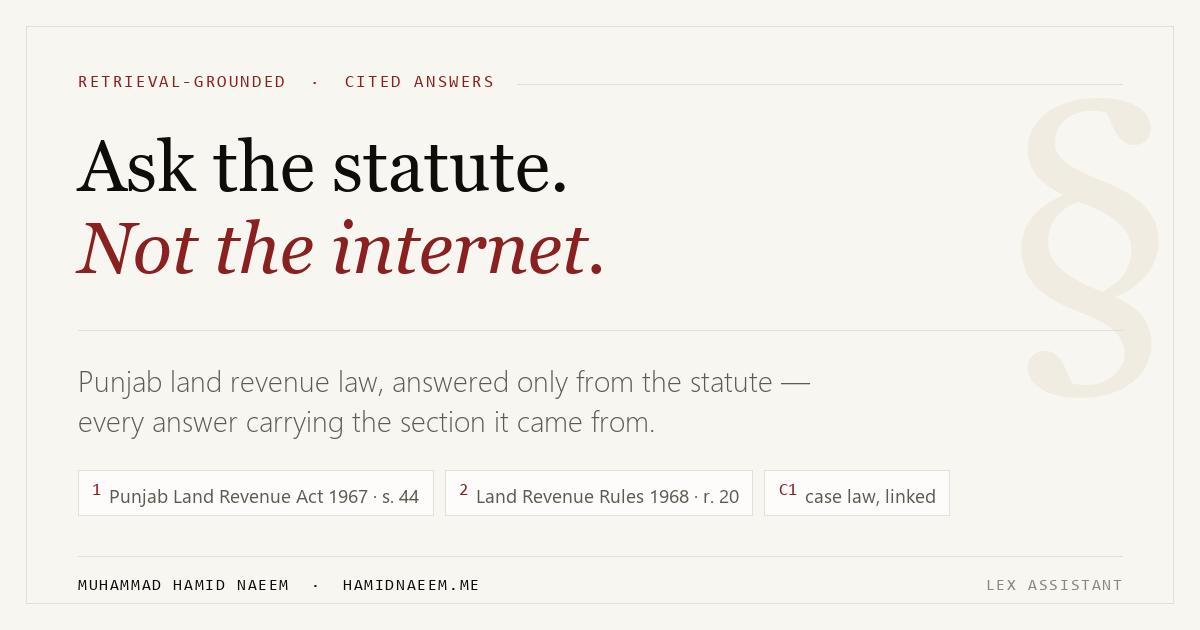 RETRIEVAL-GROUNDED · CITED ANSWERS
Ask the statute.
Not the internet.
§
Punjab land revenue law, answered only from the statute —
every answer carrying the section it came from.
1 Punjab Land Revenue Act 1967 · s. 44
2 Land Revenue Rules 1968 · r. 20
C1 case law, linked
MUHAMMAD HAMID NAEEM · HAMIDNAEEM.ME
LEX ASSISTANT